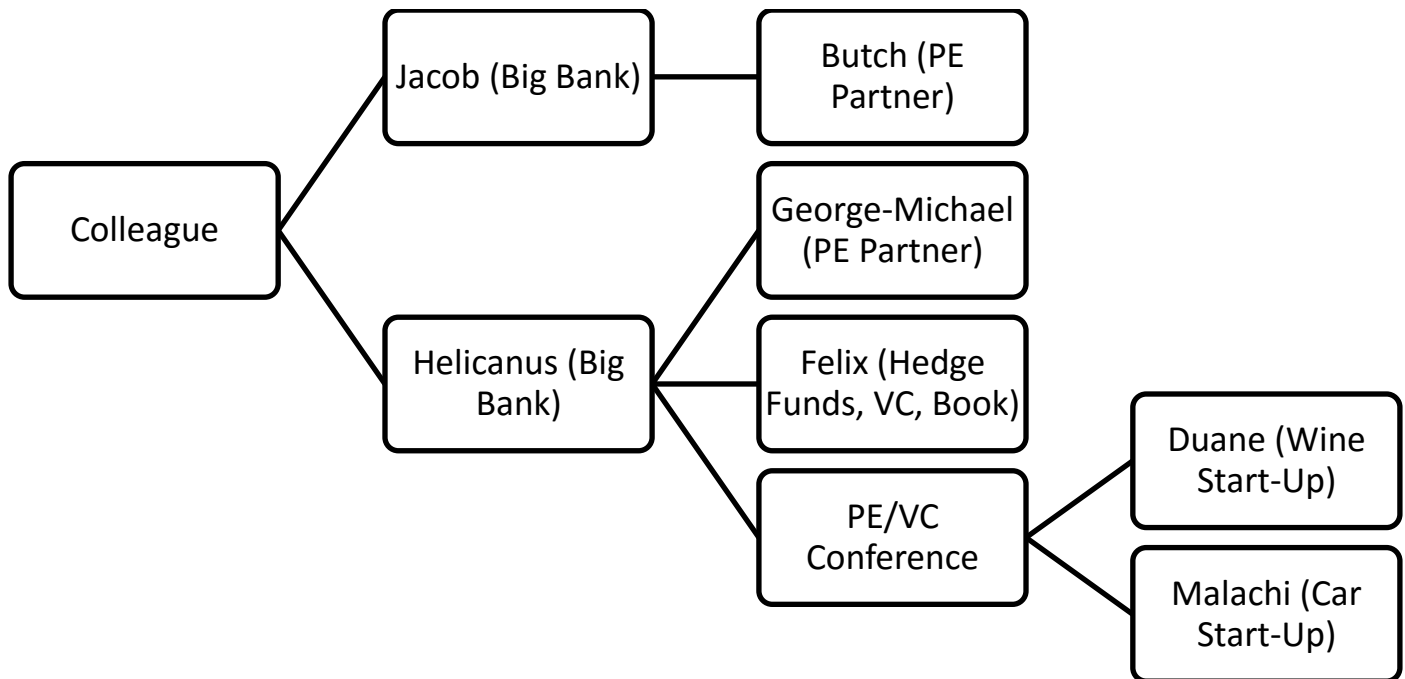 Jacob (Big Bank)
Butch (PE
Partner)
Colleague
George-Michael
(PE Partner)
Helicanus (Big
Bank)
Felix (Hedge
Funds, VC, Book)
PE/VC
Conference
Duane (Wine
Start-Up)
Malachi (Car
Start-Up)